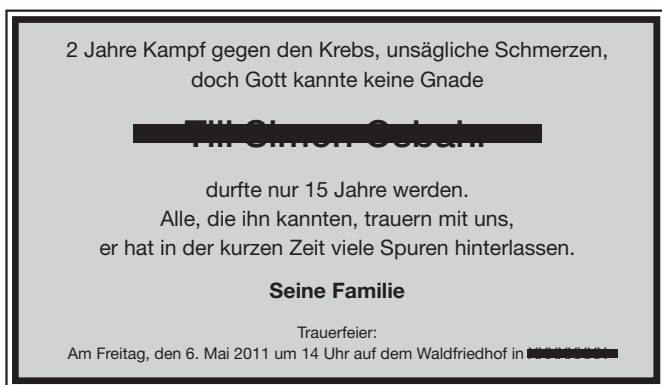 2 Jahre Kampf gegen den Krebs, unsägliche Schmerzen,
doch Gott kannte keine Gnade
durfte nur 15 Jahre werden.
Alle, die ihn kannten, trauern mit uns,
er hat in der kurzen Zeit viele Spuren hinterlassen.
Seine Familie
Trauerfeier:
Am Freitag, den 6. Mai 2011 um 14 Uhr auf dem Waldfriedhof in